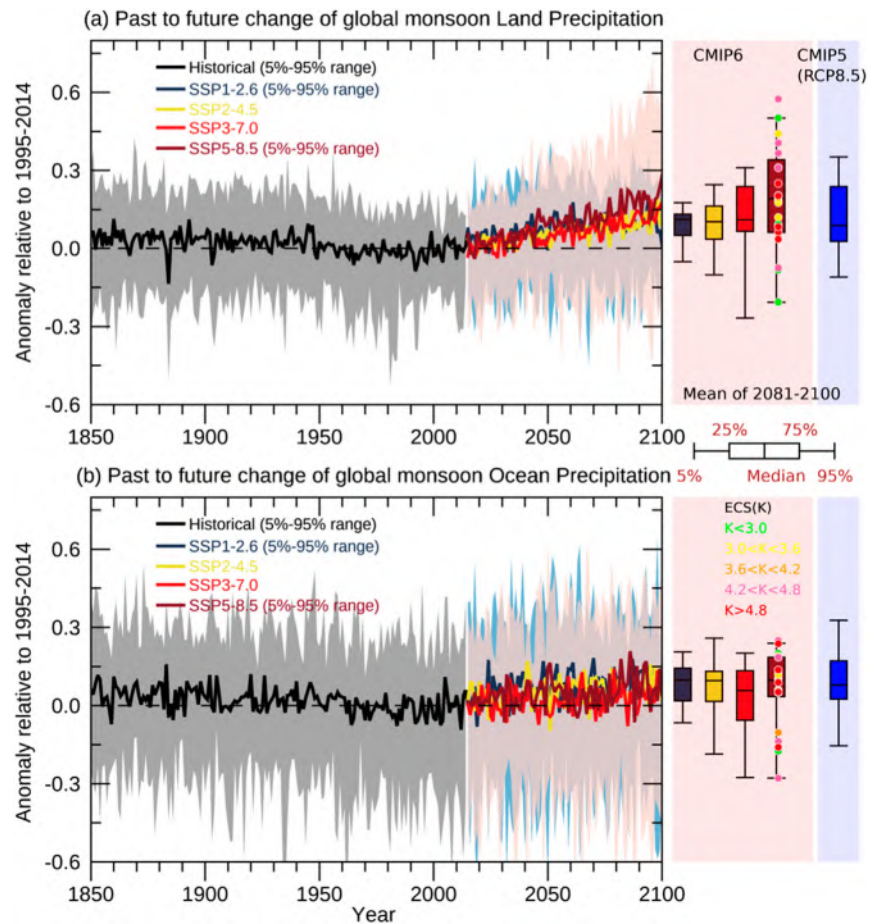 (a) Past to future change of global monsoon Land Precipitation
CMIP6
CMIP5
(RCP8.5)
Historical (5%-95% range)
SSP1-2.6 (5%-95% range)
SSP2-4.5
SSP3-7.0
SSP5-8.5 (5%-95% range)
Anomaly relative to 1995-2014
0.6
0.3
0.0
-0.3
-0.6
1850
1900
1950
2000
2050
2100
Mean of 2081-2100
25%
75%
5%
Median
95%
(b) Past to future change of global monsoon Ocean Precipitation
Historical (5%-95% range)
SSP1-2.6 (5%-95% range)
SSP2-4.5
SSP3-7.0
SSP5-8.5 (5%-95% range)
ECS(K)
K<3.0
3.0<K<3.6
3.6<K<4.2
4.2<K<4.8
K>4.8
Anomaly relative to 1995-2014
0.6
0.3
0.0
-0.3
-0.6
1850
1900
1950
2000
2050
2100
Year